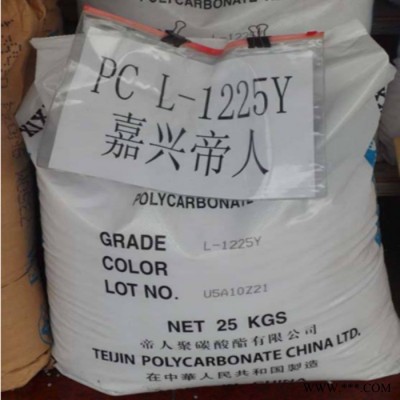 PC L-1225Y
嘉兴帝人
POLYCARBONATE
GRADE L-1225Y
COLOR
LOT NO. U5A10Z21
NET 25 KGS
帝人聚碳酸酯有限公司
TEIJIN POLYCARBONATE CHINA LTD.
在中華人民共和国製造